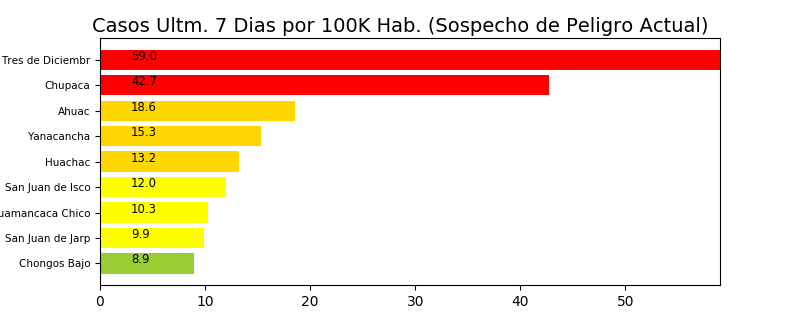 Casos Ultm. 7 Dias por 100K Hab. (Sospecho de Peligro Actual)
Tres de Diciembr 59.0
Chupaca 42.7
Ahuac 18.6
Yanacancha 15.3
Huachac 13.2
San Juan de Isco 12.0
uamancaca Chico 10.3
San Juan de Jarp 9.9
Chongos Bajo 8.9
0 10 20 30 40 50